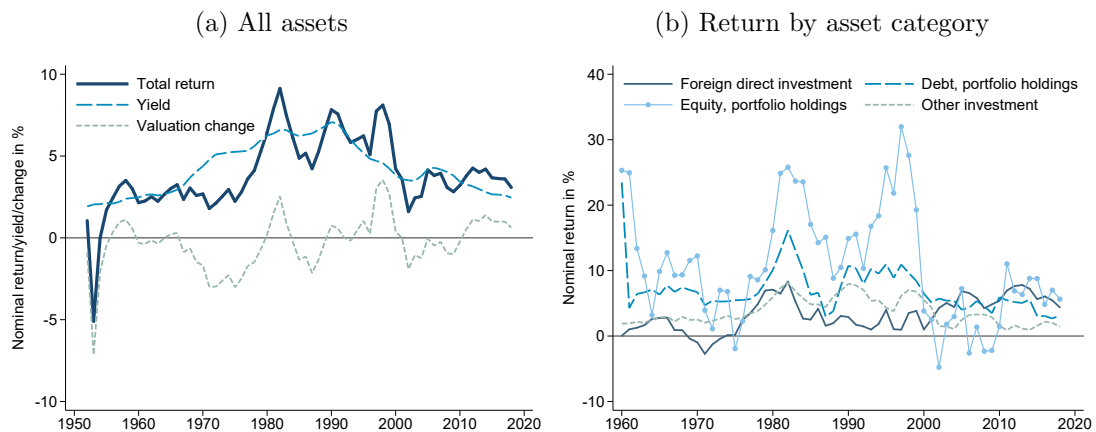 (a) All assets
Nominal return/yield/change in %
10
5
0
-5
-10
Total return
Yield
Valuation change
1950 1960 1970 1980 1990 2000 2010 2020
(b) Return by asset category
Nominal return in %
40
30
20
10
0
-10
Foreign direct investment
Debt, portfolio holdings
Equity, portfolio holdings
Other investment
1960 1970 1980 1990 2000 2010 2020